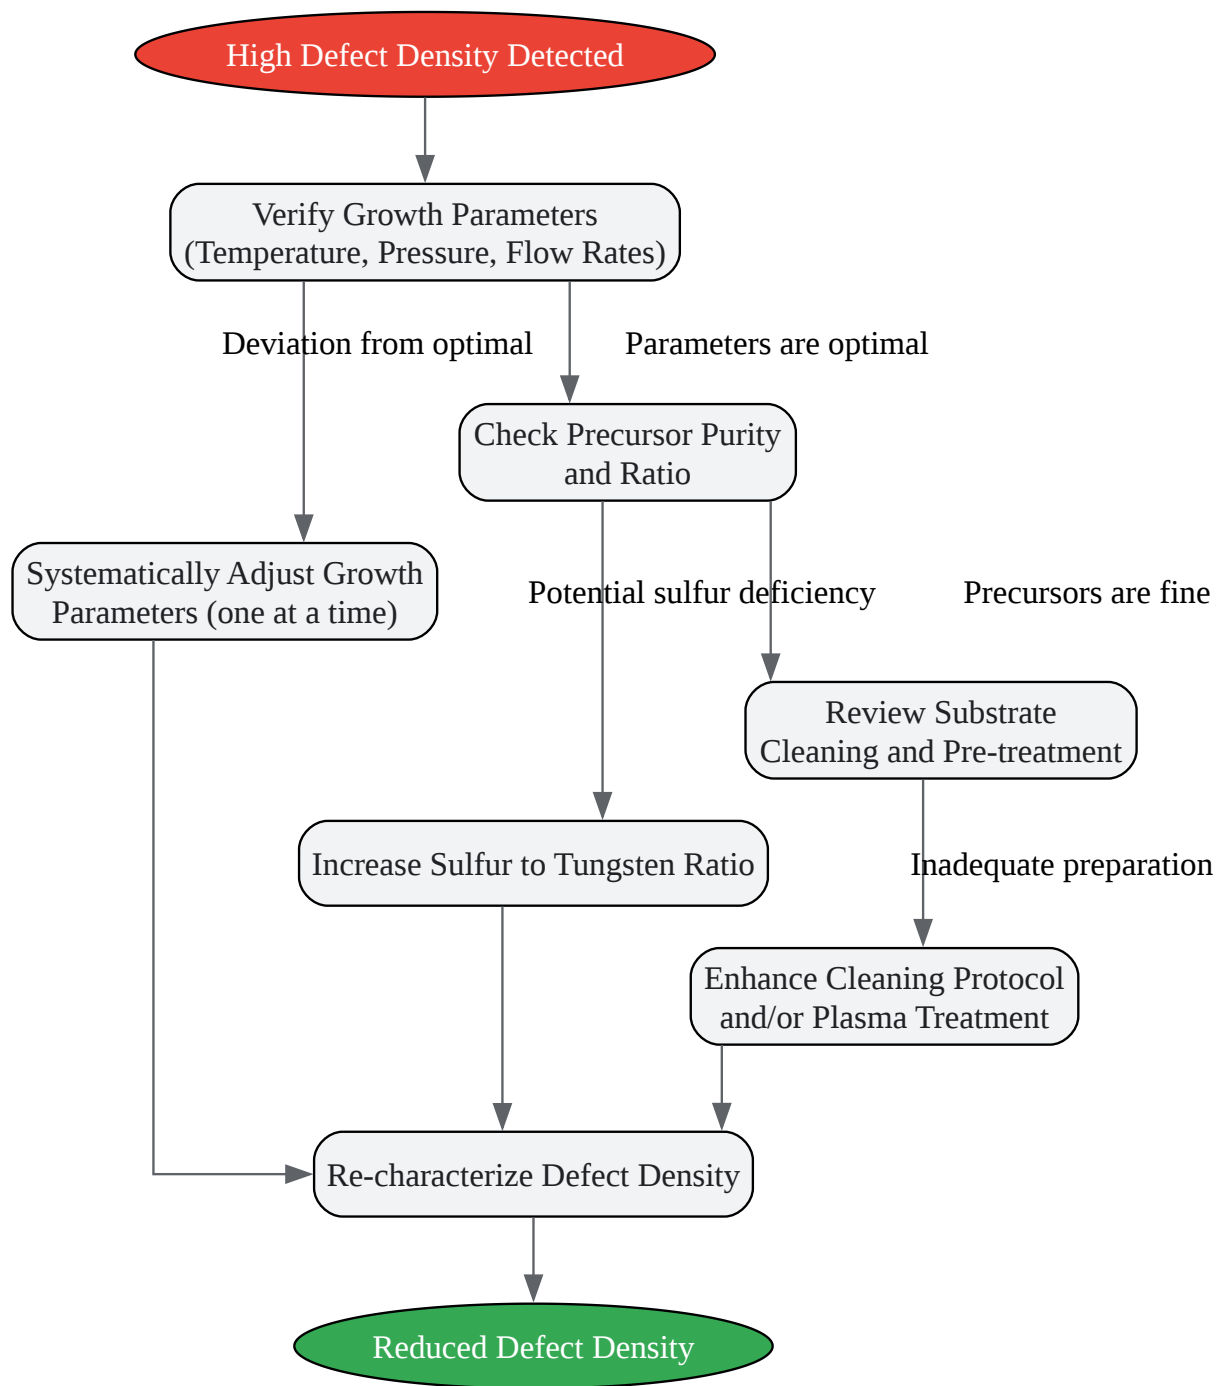 High Defect Density Detected
Verify Growth Parameters
(Temperature, Pressure, Flow Rates)
Deviation from optimal
Parameters are optimal
Check Precursor Purity
and Ratio
Systematically Adjust Growth
Parameters (one at a time)
Potential sulfur deficiency
Precursors are fine
Review Substrate
Cleaning and Pre-treatment
Increase Sulfur to Tungsten Ratio
Inadequate preparation
Enhance Cleaning Protocol
and/or Plasma Treatment
Re-characterize Defect Density
Reduced Defect Density